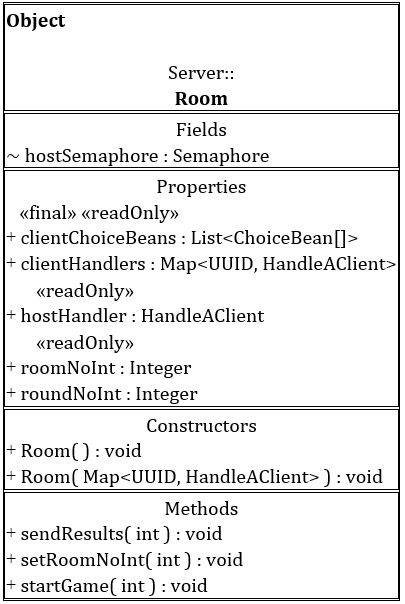 Object
Server::
Room
Fields
~ hostSemaphore : Semaphore
Properties
«final» «readOnly»
+ clientChoiceBeans : List<ChoiceBean[]>
+ clientHandlers : Map<UUID, HandleAClient>
«readOnly»
+ hostHandler : HandleAClient
«readOnly»
+ roomNoInt : Integer
+ roundNoInt : Integer
Constructors
+ Room( ) : void
+ Room( Map<UUID, HandleAClient> ) : void
Methods
+ sendResults( int ) : void
+ setRoomNoInt( int ) : void
+ startGame( int ) : void